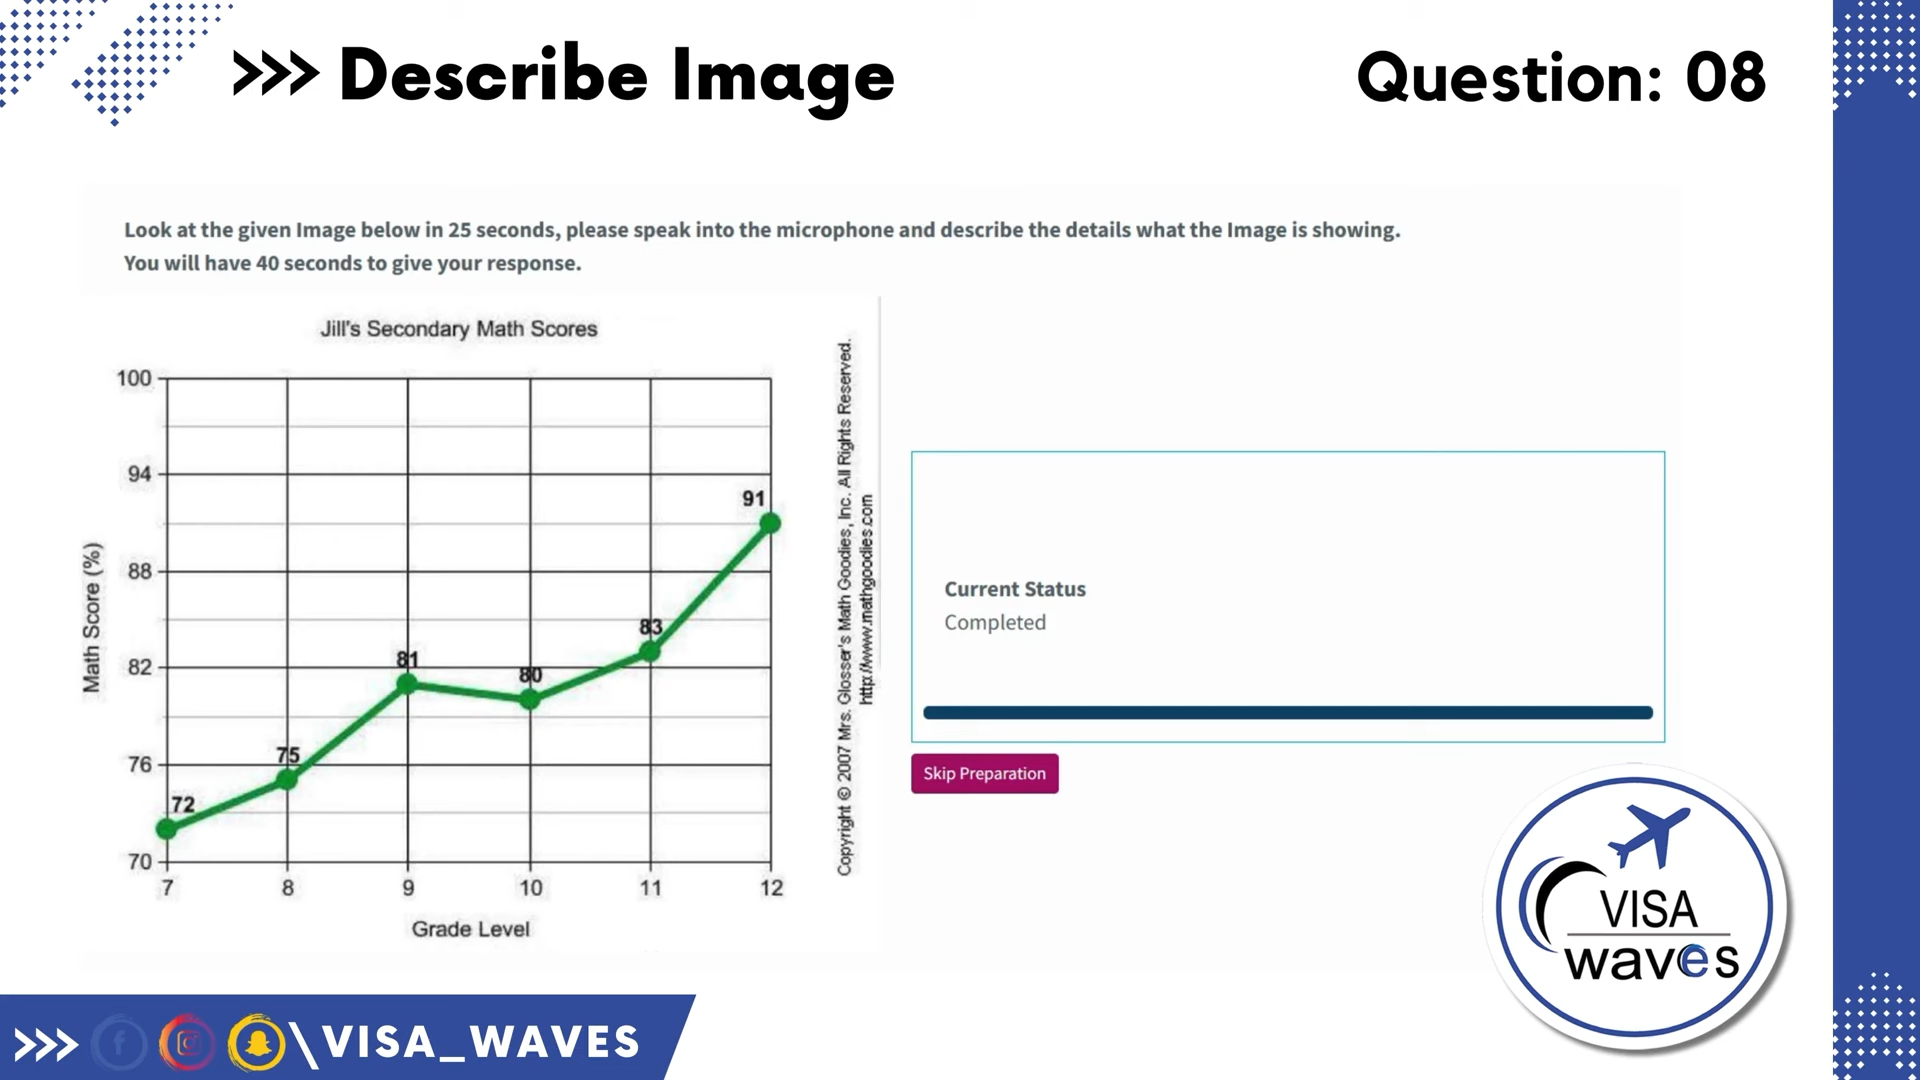 >>> Describe Image
Question: 08
Look at the given Image below in 25 seconds, please speak into the microphone and describe the details what the Image is showing.
You will have 40 seconds to give your response.
Jill's Secondary Math Scores
100
94
88
82
76
70
Math Score (%)
72
75
81
80
83
91
7 8 9 10 11 12
Grade Level
Copyright © 2007 Mrs. Glosser's Math Goodies, Inc. All Rights Reserved.
http://www.mathgoodies.com
Current Status
Completed
Skip Preparation
VISA
waves
>>> \VISA_WAVES